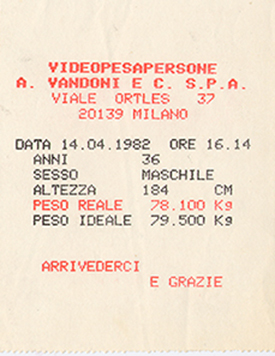 VIDEOPESAPERSONE
A. VANDONI E C. S.P.A.
VIALE ORTLES 37
20139 MILANO
DATA 14.04.1982 ORE 16.14
ANNI 36
SESSO MASCHILE
ALTEZZA 184 CM
PESO REALE 78.100 Kg
PESO IDEALE 79.500 Kg
ARRIVEDERCI
E GRAZIE